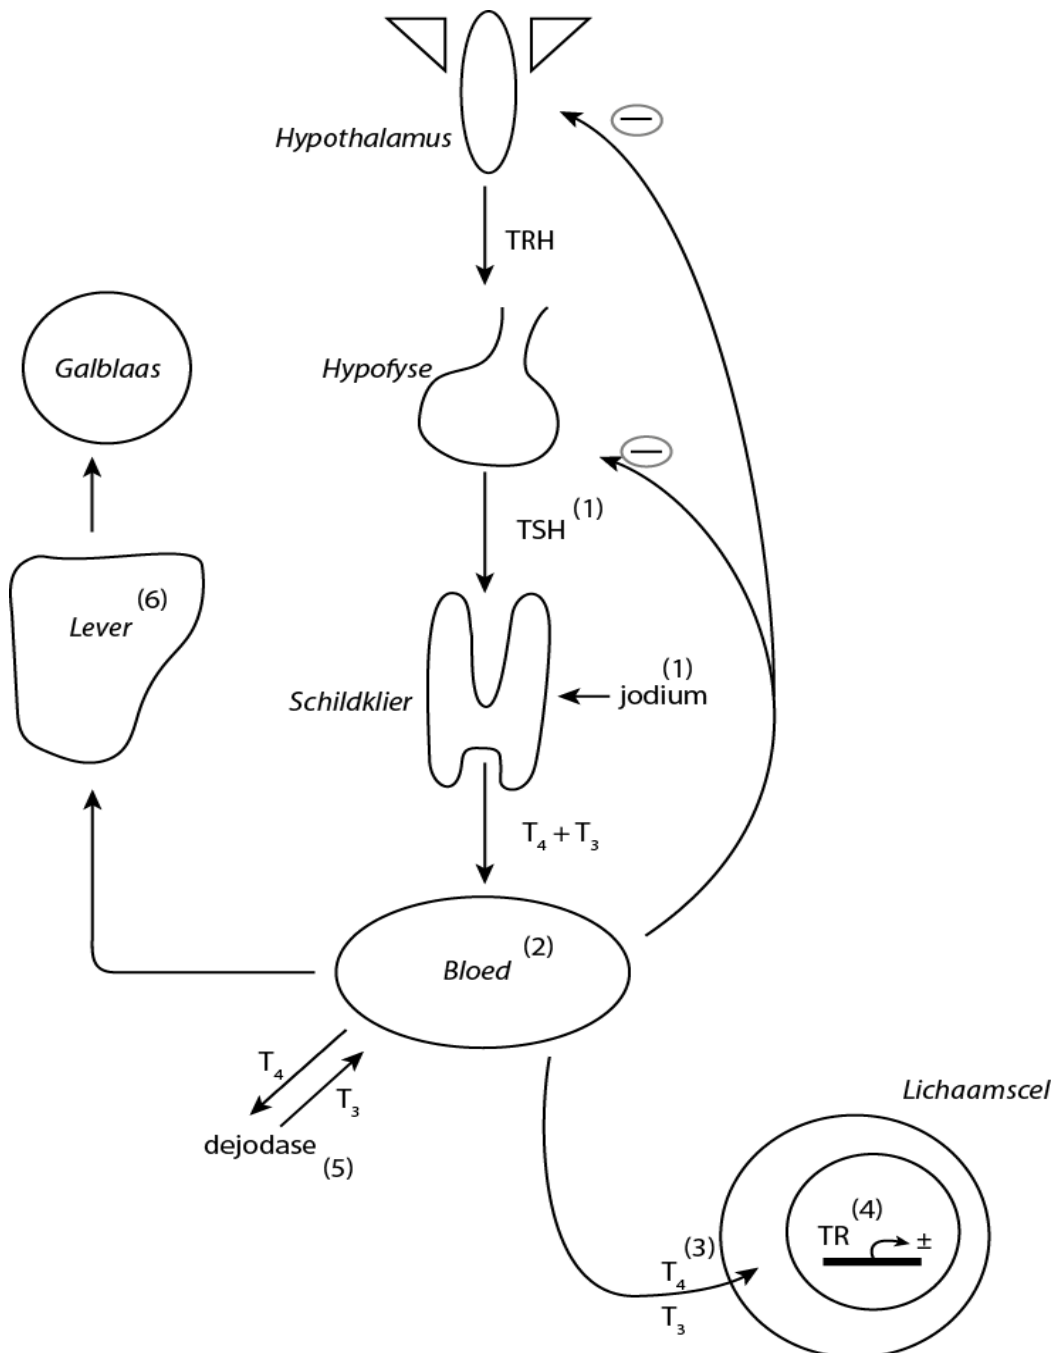 Hypothalamus
—
TRH
Galblaas
Hypofyse
—
TSH (1)
Lever (6)
Schildklier
(1)
jodium
T₄ + T₃
Bloed (2)
T₄
T₃
dejodase (5)
Lichaamscel
TR (4)
±
T₄ (3)
T₃